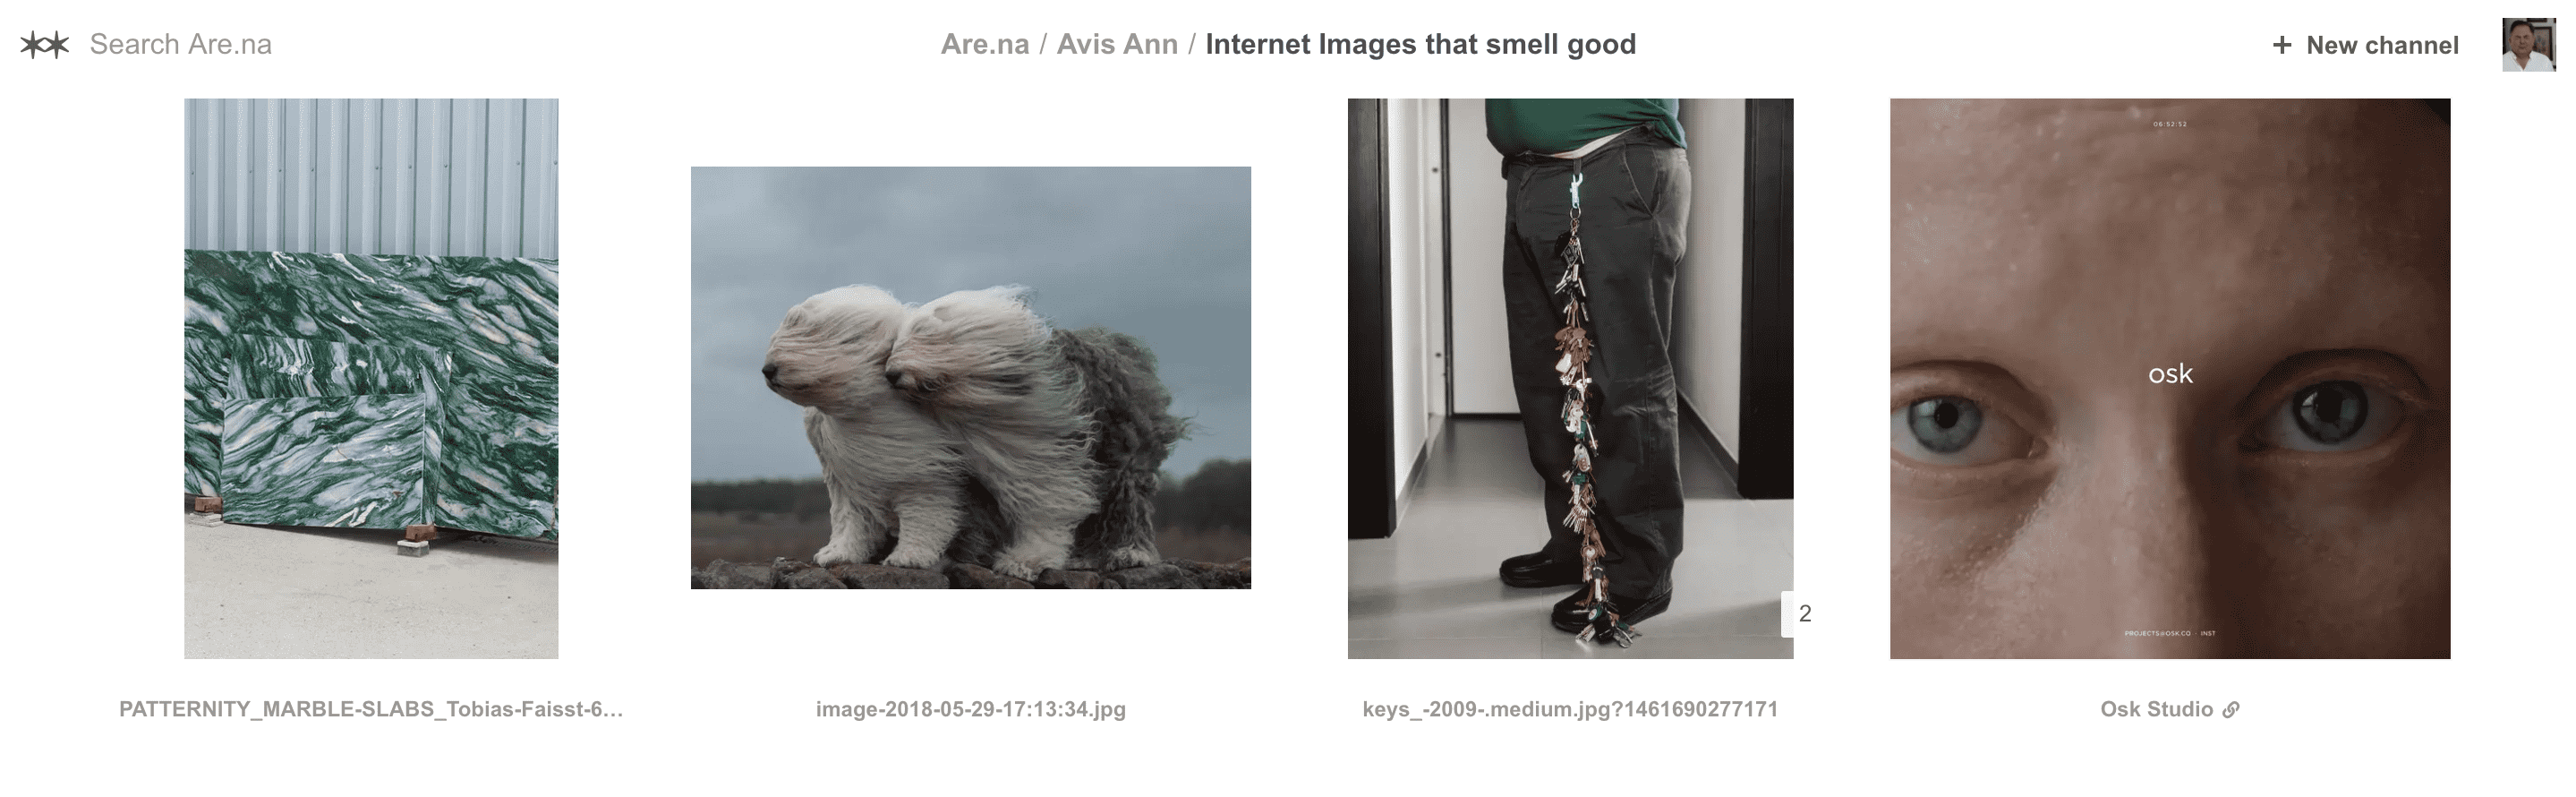 Search Are.na
Are.na / Avis Ann / Internet Images that smell good
+ New channel
06:52:52
osk
2
PROJECTS@OSK.CO · INST
PATTERNITY_MARBLE-SLABS_Tobias-Faisst-6…
image-2018-05-29-17:13:34.jpg
keys_-2009-.medium.jpg?1461690277171
Osk Studio